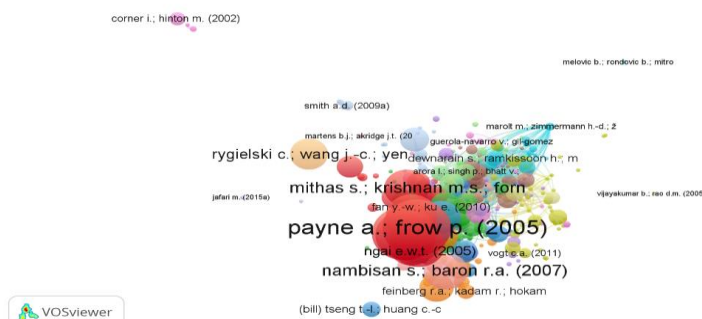 corner i.; hinton m. (2002)
melovic b.; rondovic b.; mitro
smith a.d. (2009a)
marolt m.; zimmermann h.-d.; ž
martens b.j.; akridge j.t. (20
guerola-navarro v.; gil-gomez
rygielski c.; wang j.-c.; yen
dewnarain s.; ramkissoon h.; m
arora l.; singh p.; bhatt v.;
mithas s.; krishnan m.s.; forn
jafari m. (2015a)
vijayakumar b.; rao d.m. (2005
fan y.-w.; ku e. (2010)
payne a.; frow p. (2005)
ngai e.w.t. (2005)
vogt c.a. (2011)
nambisan s.; baron r.a. (2007)
feinberg r.a.; kadam r.; hokam
(bill) tseng t.-l.; huang c.-c
VOSviewer